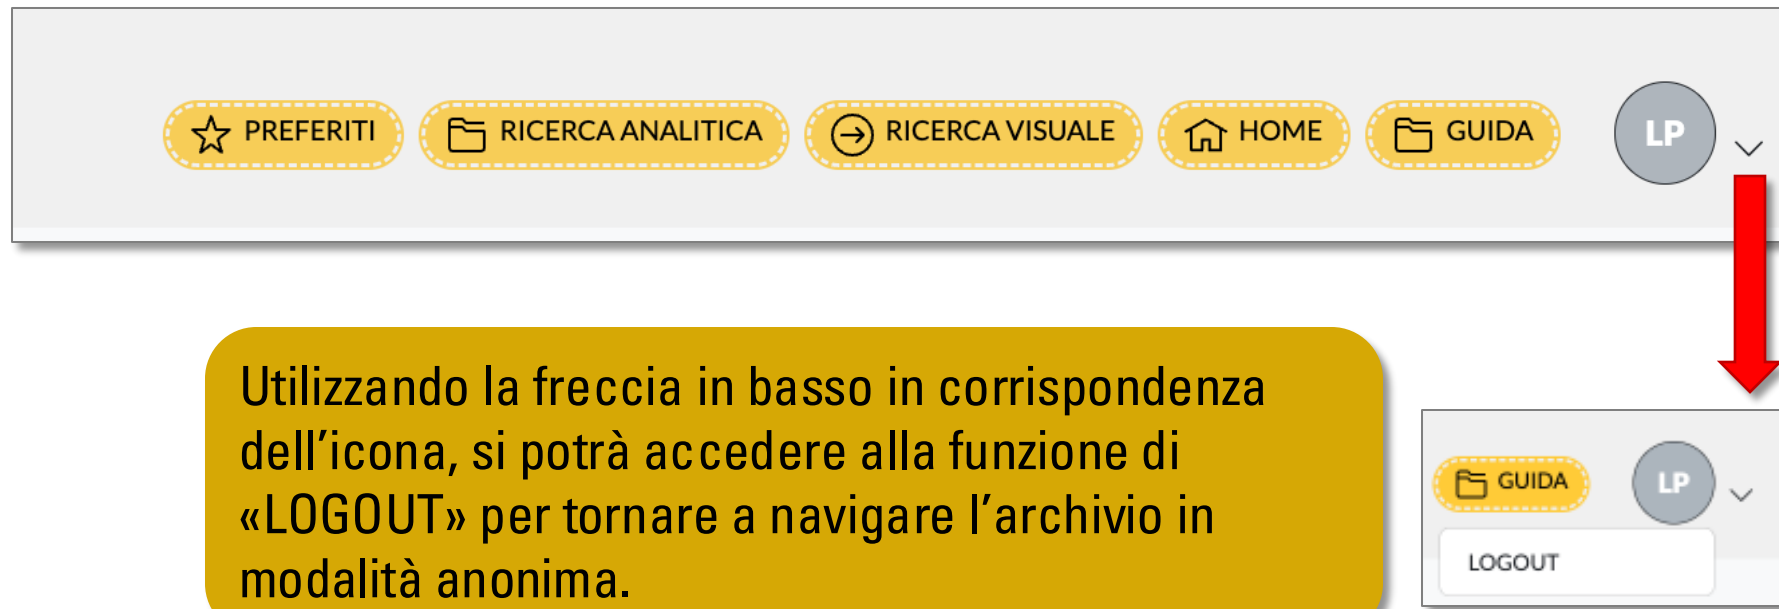 PREFERITI RICERCA ANALITICA RICERCA VISUALE HOME GUIDA LP
Utilizzando la freccia in basso in corrispondenza
dell’icona, si potrà accedere alla funzione di
«LOGOUT» per tornare a navigare l’archivio in
modalità anonima.
GUIDA LP
LOGOUT